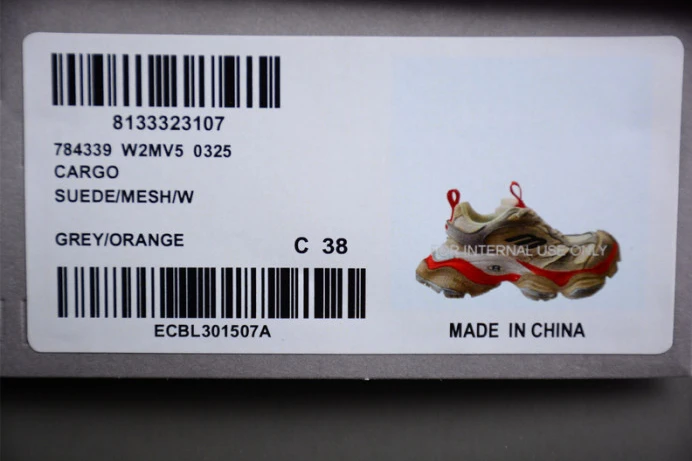 8133323107
784339 W2MV5 0325
CARGO
SUEDE/MESH/W
GREY/ORANGE
C 38
ECBL301507A
FOR INTERNAL USE ONLY
MADE IN CHINA